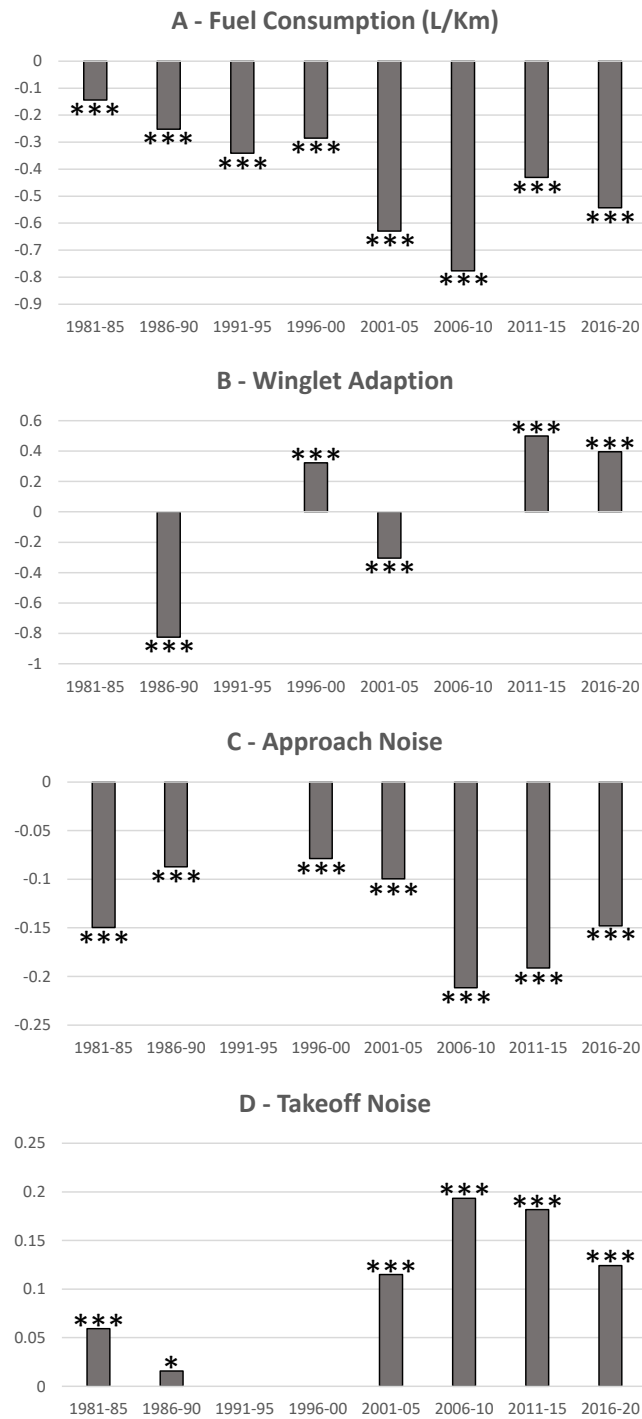 A - Fuel Consumption (L/Km)
0
-0.1
-0.2
-0.3
-0.4
-0.5
-0.6
-0.7
-0.8
-0.9
*** *** *** *** *** *** *** ***
1981-85 1986-90 1991-95 1996-00 2001-05 2006-10 2011-15 2016-20
B - Winglet Adaption
0.6
0.4
0.2
0
-0.2
-0.4
-0.6
-0.8
-1
*** *** *** *** ***
1981-85 1986-90 1991-95 1996-00 2001-05 2006-10 2011-15 2016-20
C - Approach Noise
0
-0.05
-0.1
-0.15
-0.2
-0.25
*** *** *** *** *** *** ***
1981-85 1986-90 1991-95 1996-00 2001-05 2006-10 2011-15 2016-20
D - Takeoff Noise
0.25
0.2
0.15
0.1
0.05
0
*** * *** *** *** ***
1981-85 1986-90 1991-95 1996-00 2001-05 2006-10 2011-15 2016-20